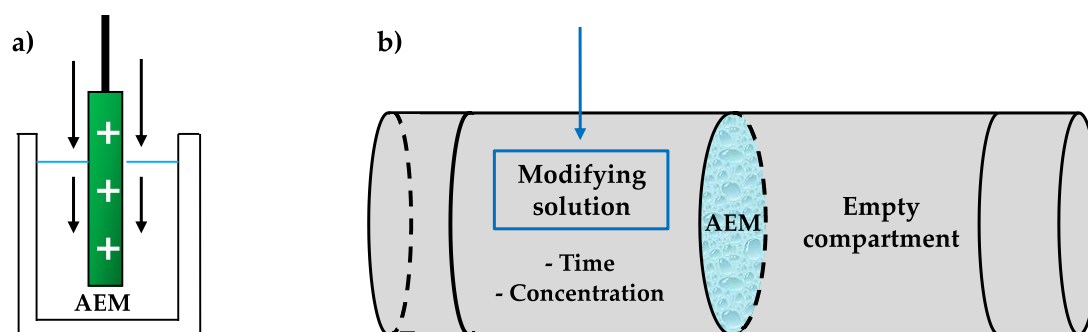 a)
+
+
+
AEM
b)
Modifying
solution
- Time
- Concentration
AEM
Empty
compartment